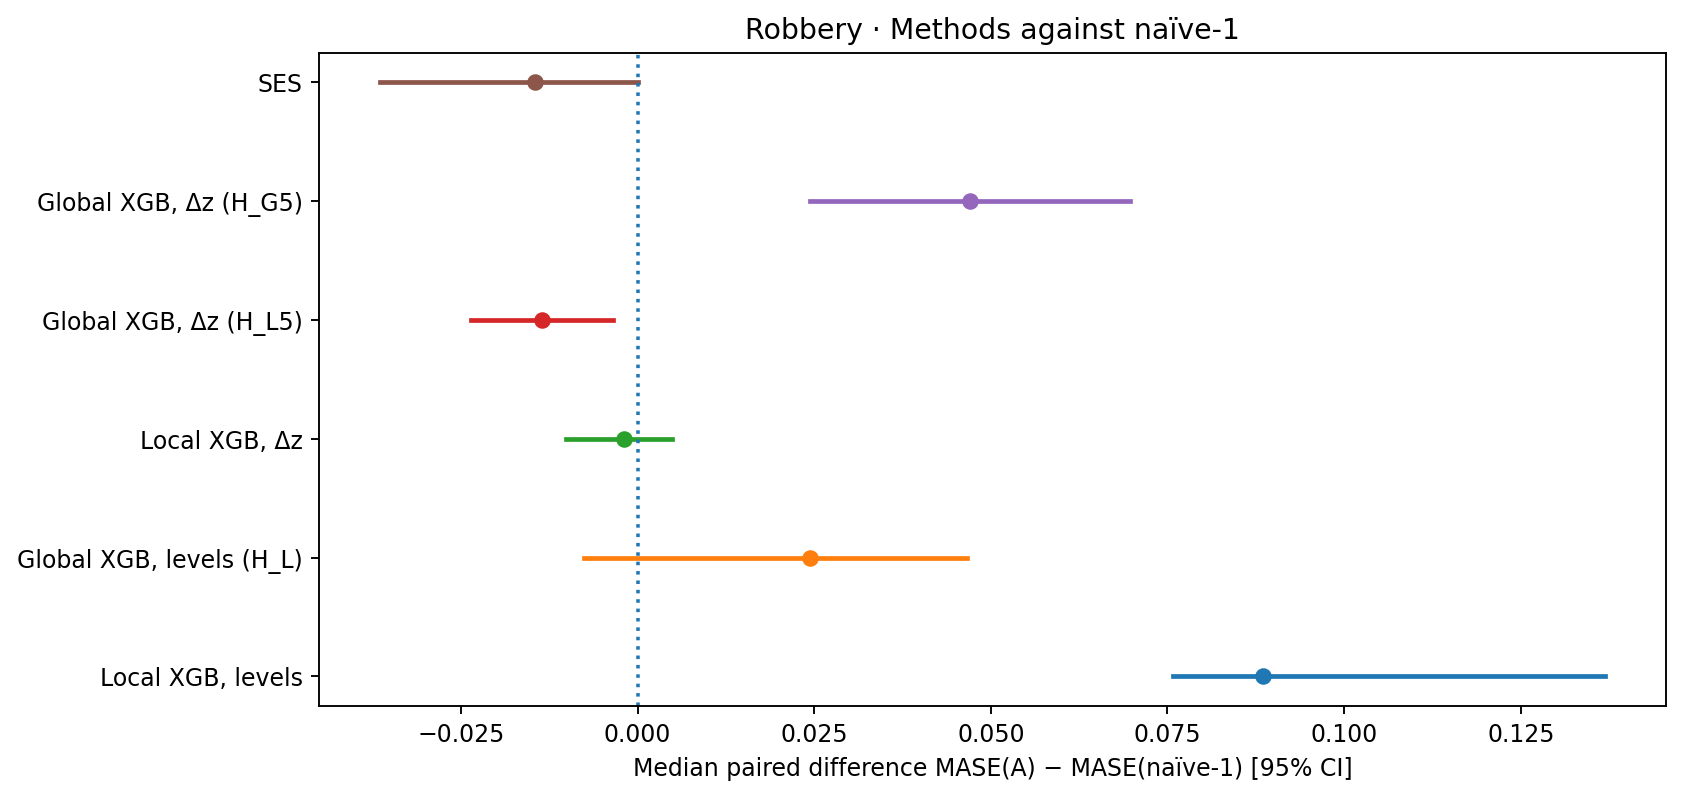 Robbery · Methods against naïve-1
SES
Global XGB, Δz (H_G5)
Global XGB, Δz (H_L5)
Local XGB, Δz
Global XGB, levels (H_L)
Local XGB, levels
−0.025 0.000 0.025 0.050 0.075 0.100 0.125
Median paired difference MASE(A) − MASE(naïve-1) [95% CI]